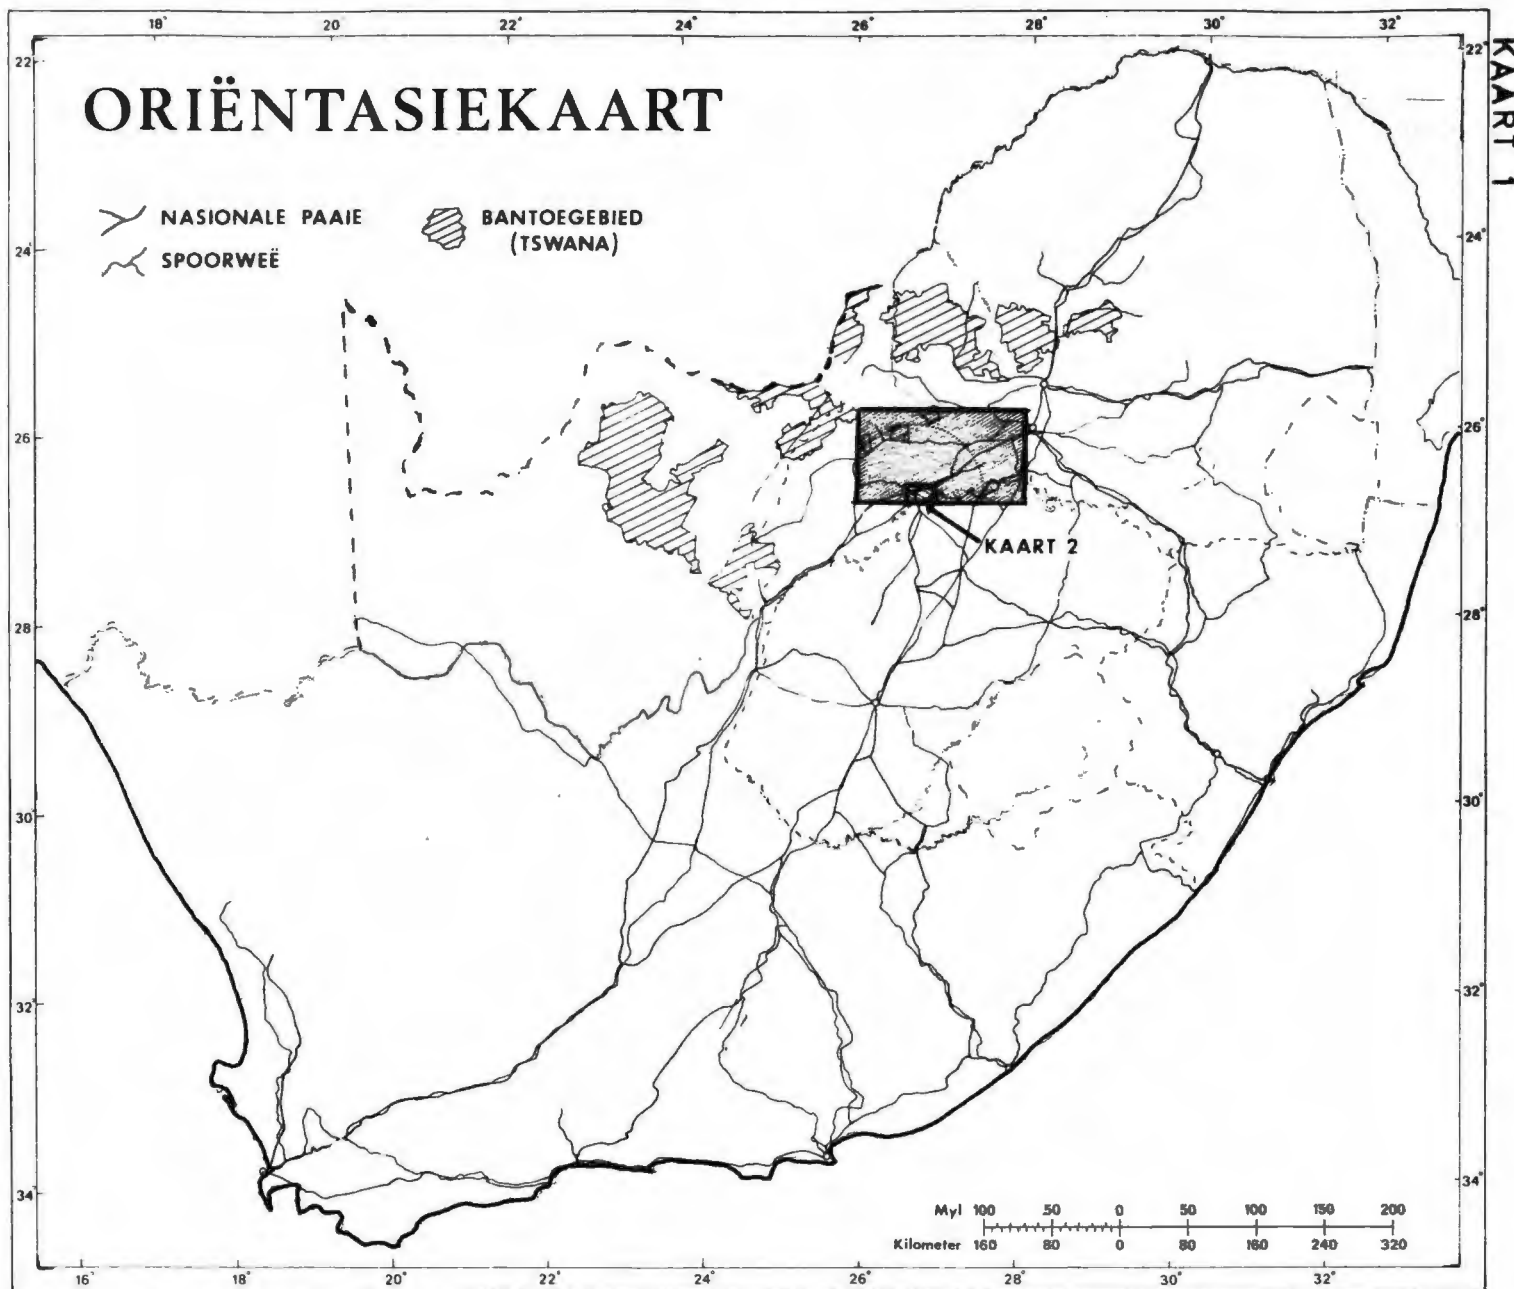 18° 20° 22° 24° 26° 28° 30° 32°
KAART 1
ORIËNTASIEKAART
NASIONALE PAAIE
SPOORWEË
BANTOEGEBIED
(TSWANA)
22° 22°
24° 24°
26° 26°
KAART 2
28° 28°
30° 30°
32° 32°
34° 34°
Myl 100 50 0 50 100 150 200
Kilometer 160 80 0 80 160 240 320
16° 18° 20° 22° 24° 26° 28° 30° 32°